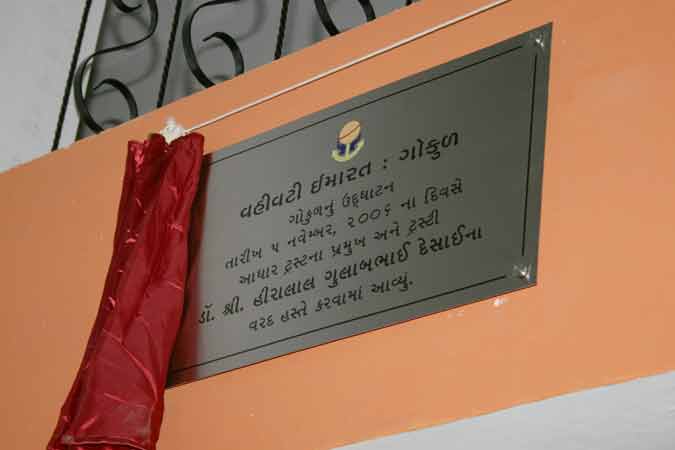 વહીવટી ઈમારત : ગોકુળ
ગોકુળનું ઉદ્‌ઘાટન
તારીખ ૫ નવેમ્બર, ૨૦૦૬ ના દિવસે
આધાર ટ્રસ્ટના પ્રમુખ અને ટ્રસ્ટી
ડૉ. શ્રી. હીરાલાલ ગુલાબભાઈ દેસાઈના
વરદ હસ્તે કરવામાં આવ્યું.